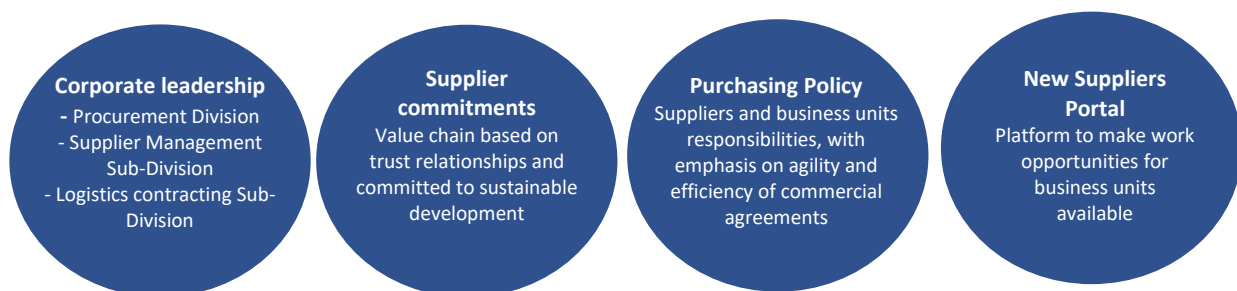 Corporate leadership
- Procurement Division
- Supplier Management
Sub-Division
- Logistics contracting Sub-
Division
Supplier
commitments
Value chain based on
trust relationships and
committed to sustainable
development
Purchasing Policy
Suppliers and business units
responsibilities, with
emphasis on agility and
efficiency of commercial
agreements
New Suppliers
Portal
Platform to make work
opportunities for
business units
available